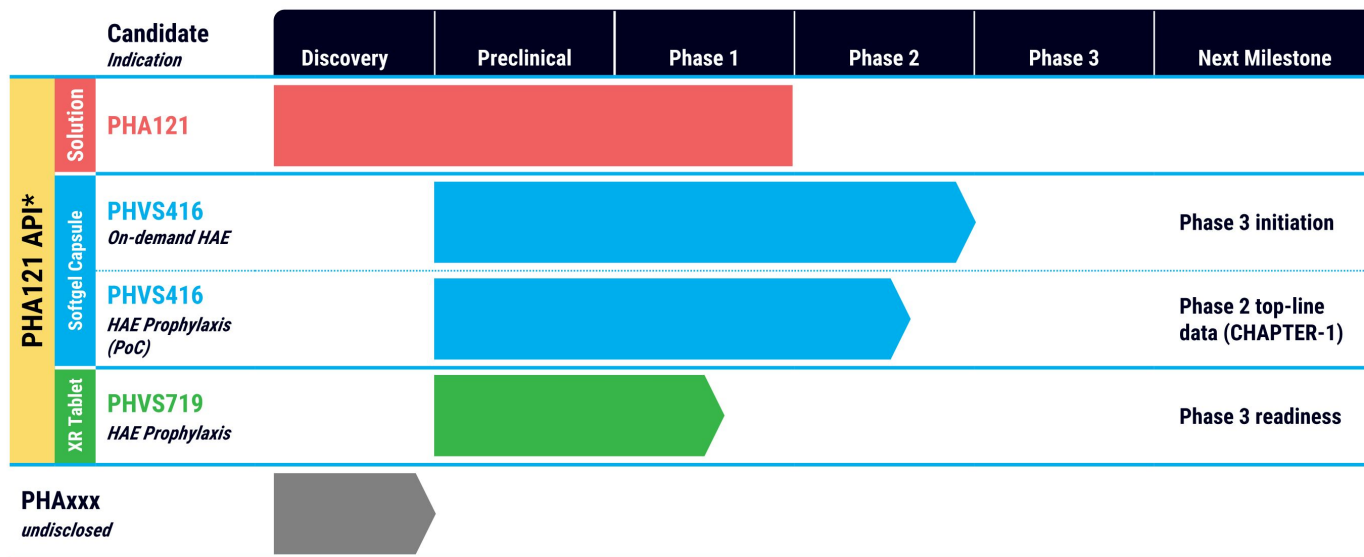 Candidate
Indication
Discovery
Preclinical
Phase 1
Phase 2
Phase 3
Next Milestone
PHA121 API*
Solution
PHA121
Softgel Capsule
PHVS416
On-demand HAE
Phase 3 initiation
PHVS416
HAE Prophylaxis
(PoC)
Phase 2 top-line
data (CHAPTER-1)
XR Tablet
PHVS719
HAE Prophylaxis
Phase 3 readiness
PHAxxx
undisclosed